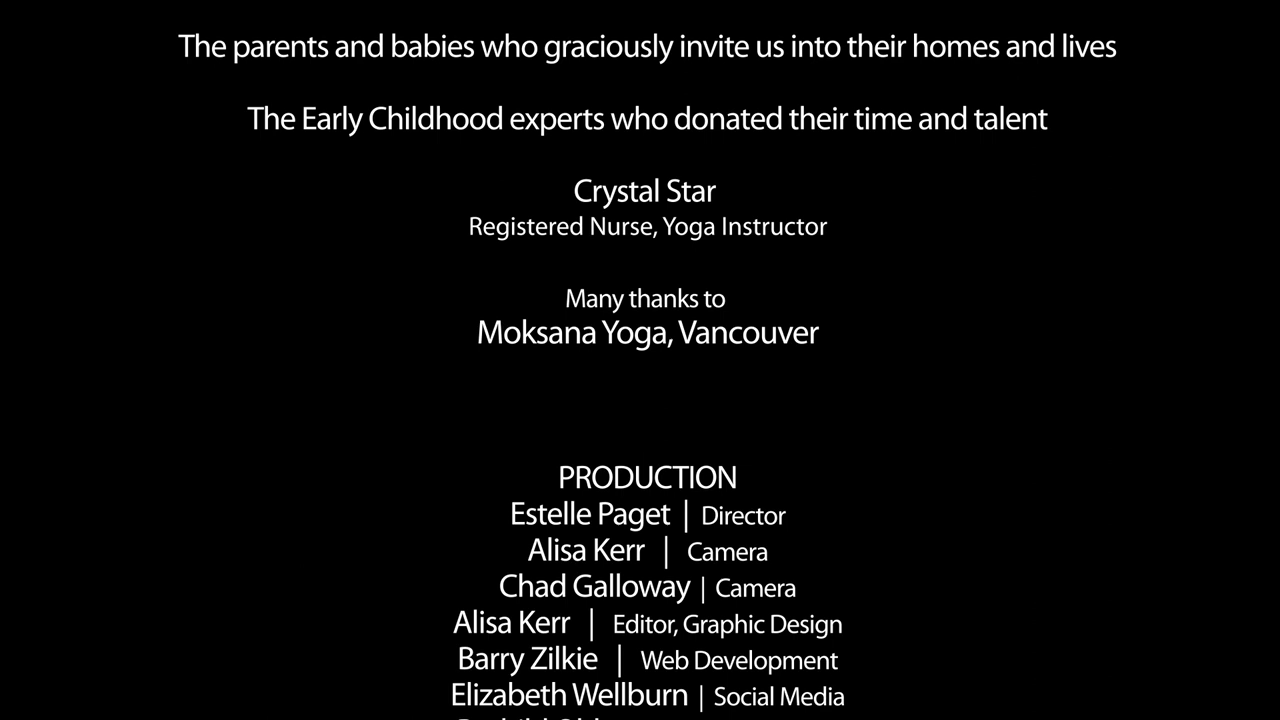 The parents and babies who graciously invite us into their homes and lives
The Early Childhood experts who donated their time and talent
Crystal Star
Registered Nurse, Yoga Instructor
Many thanks to
Moksana Yoga, Vancouver
PRODUCTION
Estelle Paget | Director
Alisa Kerr | Camera
Chad Galloway | Camera
Alisa Kerr | Editor, Graphic Design
Barry Zilkie | Web Development
Elizabeth Wellburn | Social Media